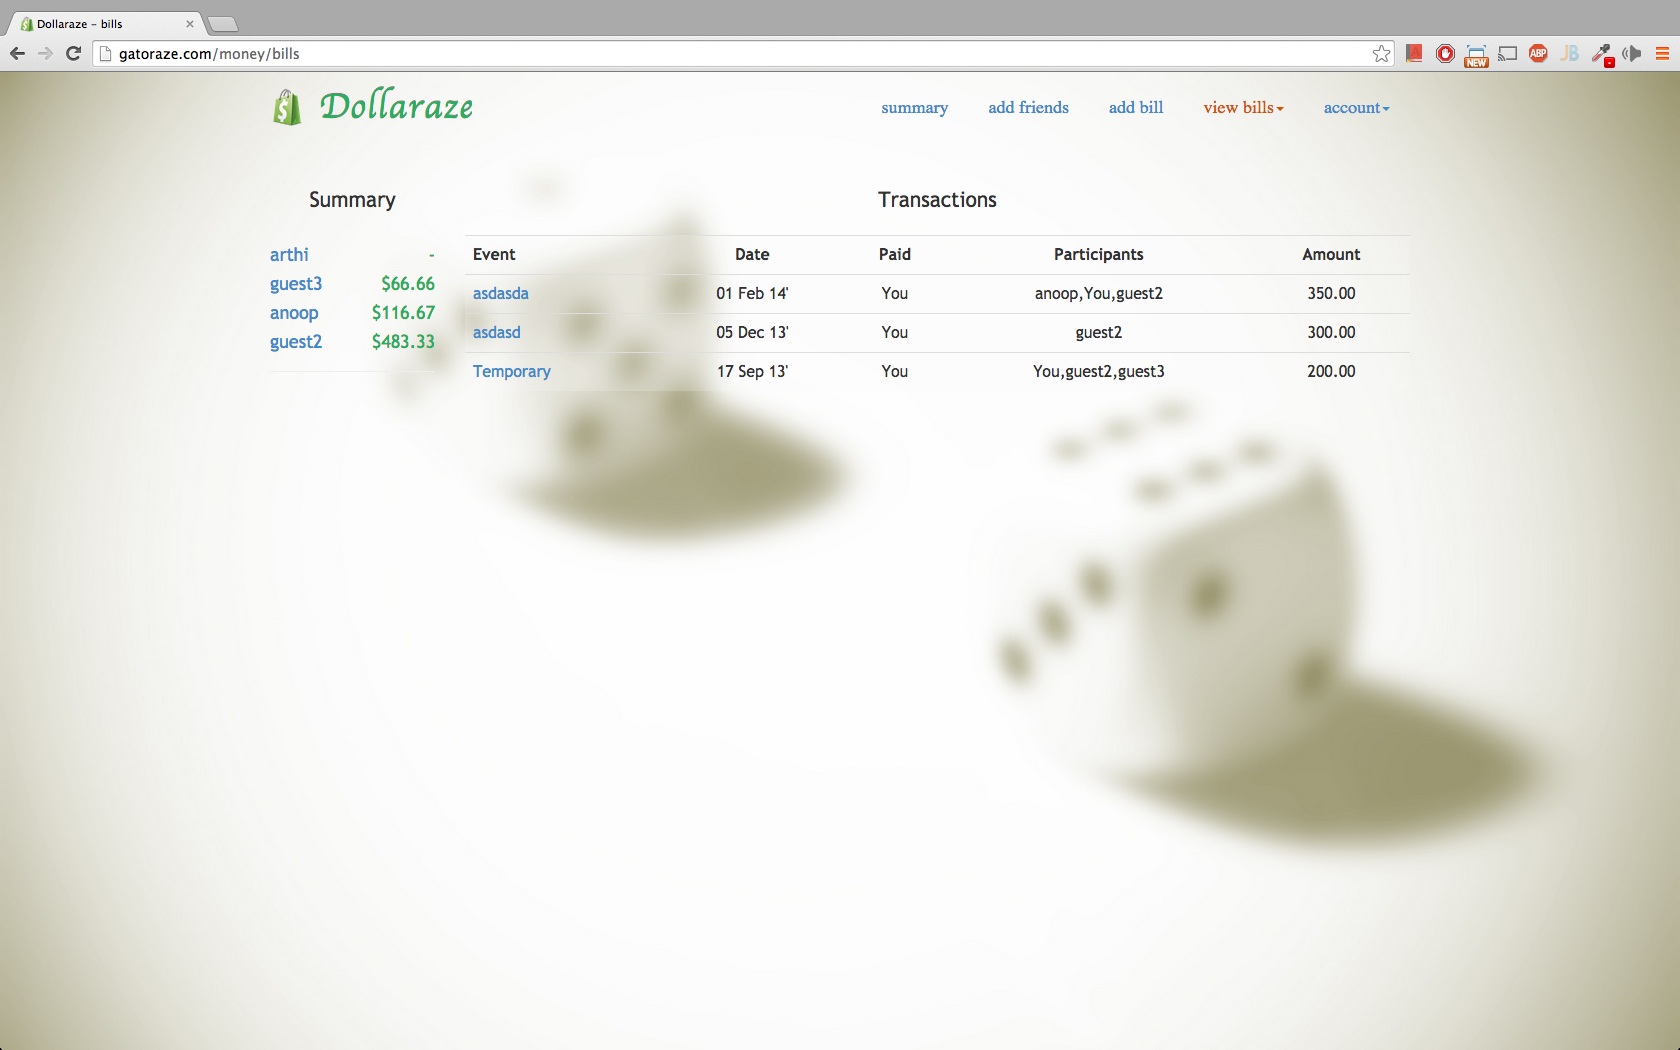 Dollaraze – bills
gatoraze.com/money/bills
NEW
ABP
JB
Dollaraze
summary add friends add bill view bills account
Summary
arthi -
guest3 $66.66
anoop $116.67
guest2 $483.33
Transactions
Event Date Paid Participants Amount
asdasda 01 Feb 14' You anoop,You,guest2 350.00
asdasd 05 Dec 13' You guest2 300.00
Temporary 17 Sep 13' You You,guest2,guest3 200.00